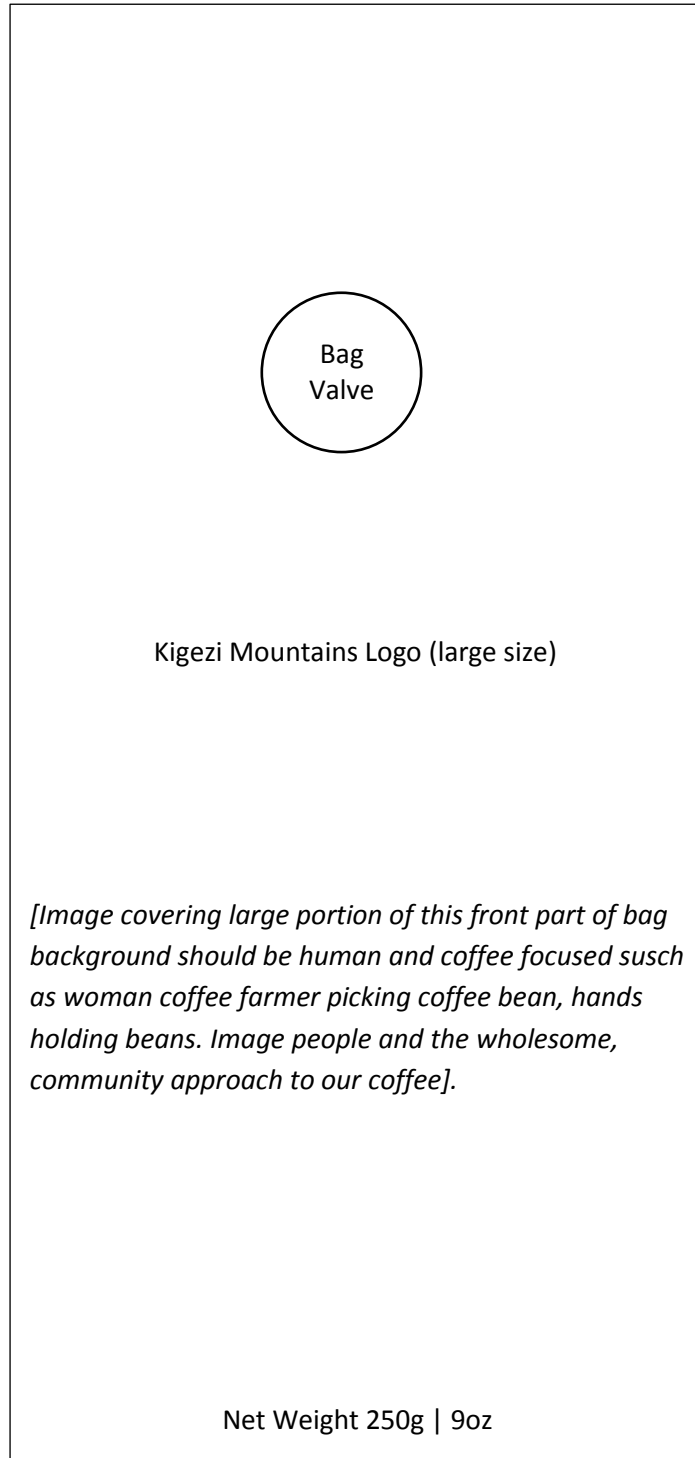 Bag
Valve
Kigezi Mountains Logo (large size)
[Image covering large portion of this front part of bag
background should be human and coffee focused susch
as woman coffee farmer picking coffee bean, hands
holding beans. Image people and the wholesome,
community approach to our coffee].
Net Weight 250g | 9oz